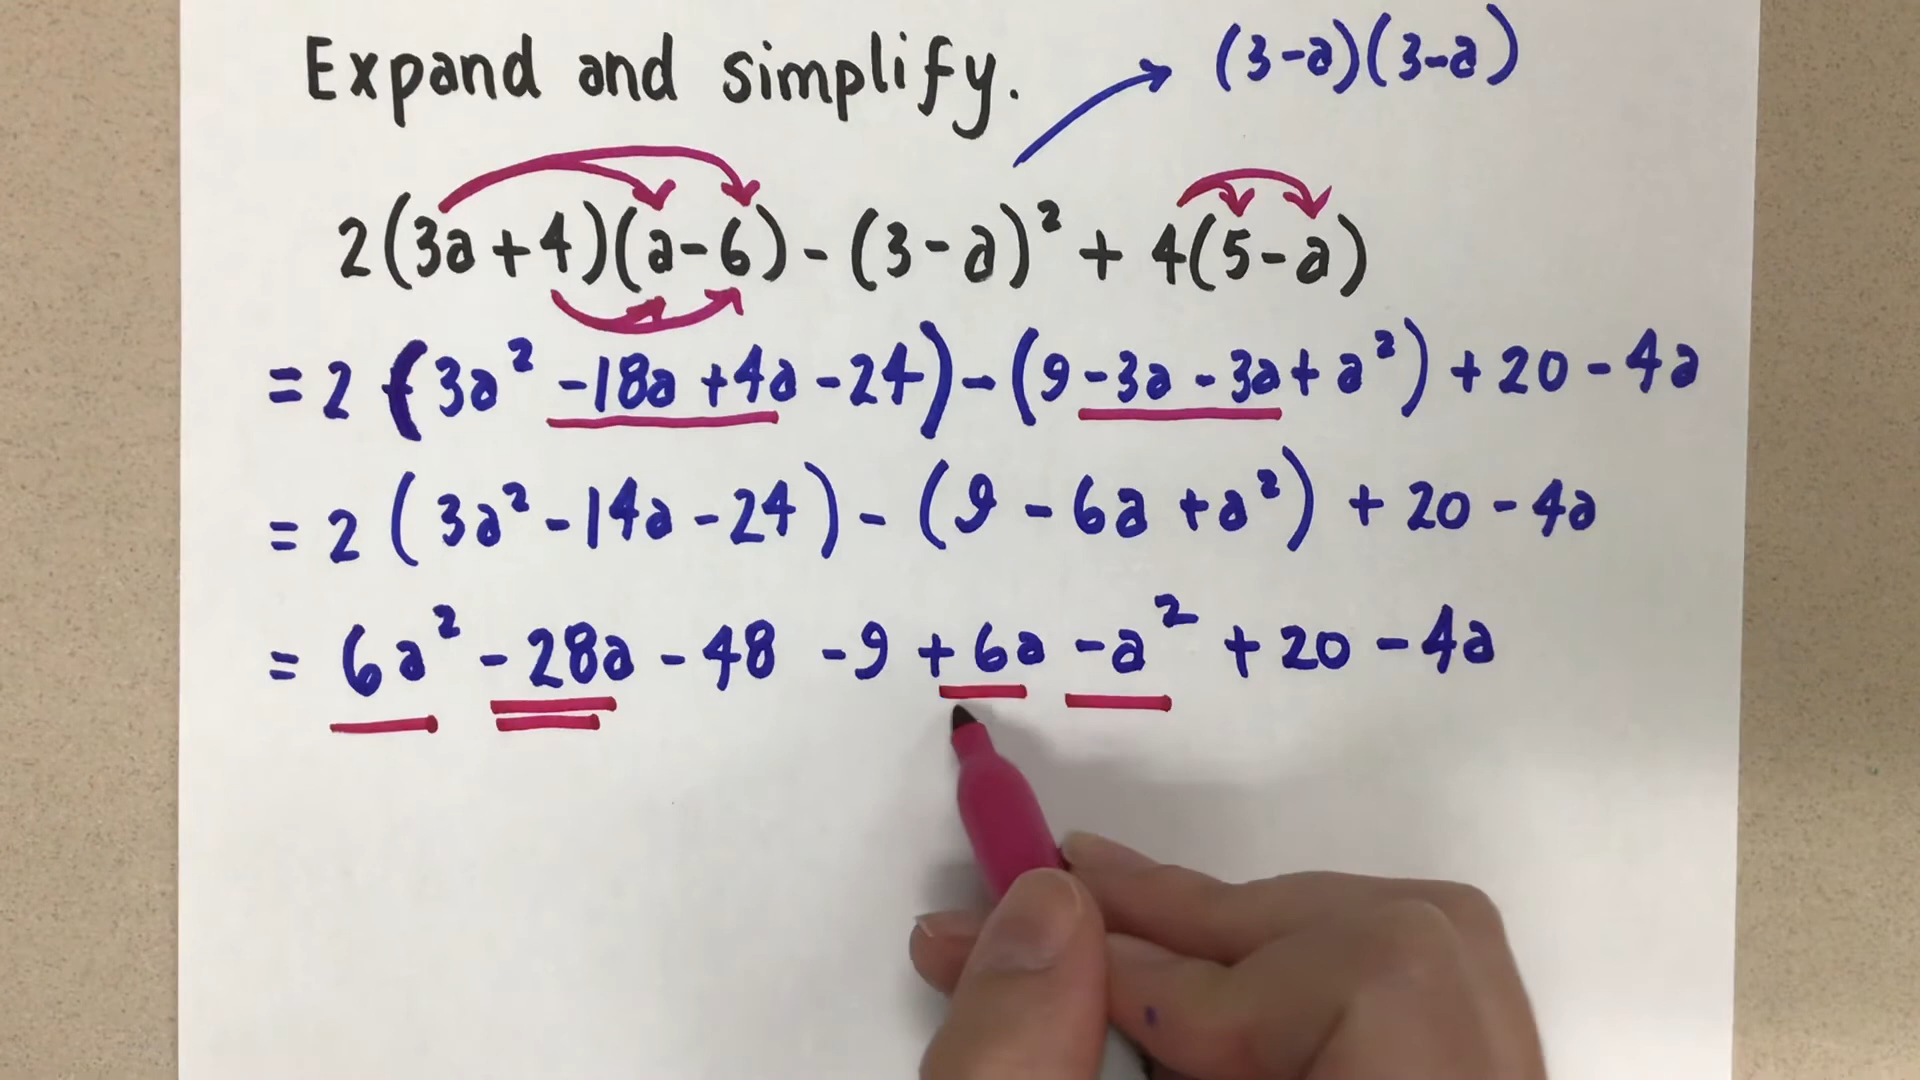 Expand and simplify.
(3-a)(3-a)
2(3a+4)(a-6)-(3-a)²+4(5-a)
=2(3a²-18a+4a-24)-(9-3a-3a+a²)+20-4a
=2(3a²-14a-24)-(9-6a+a²)+20-4a
=6a²-28a-48-9+6a-a²+20-4a